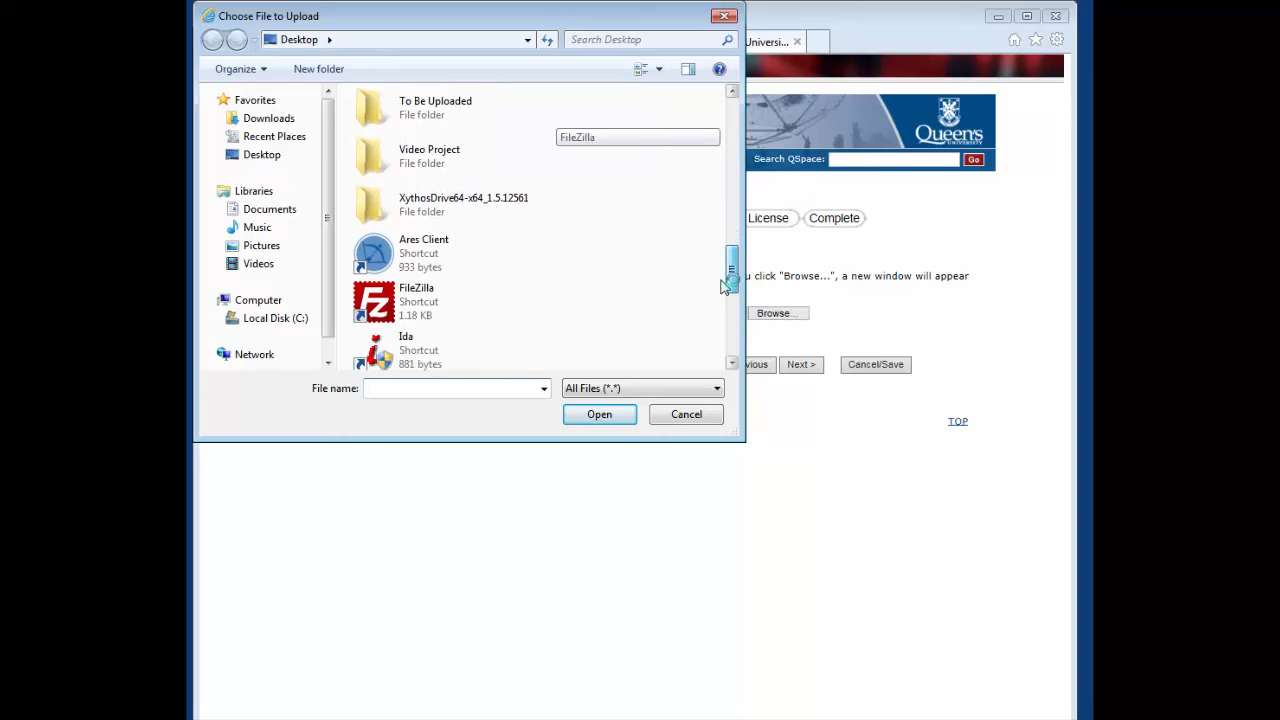 Choose File to Upload
Desktop
Search Desktop
Universi...
Organize
New folder
Favorites
Downloads
Recent Places
Desktop
Libraries
Documents
Music
Pictures
Videos
Computer
Local Disk (C:)
Network
To Be Uploaded
File folder
FileZilla
Video Project
File folder
XythosDrive64-x64_1.5.12561
File folder
Ares Client
Shortcut
933 bytes
FileZilla
Shortcut
1.18 KB
Ida
Shortcut
881 bytes
File name:
All Files (*.*)
Open
Cancel
Queen's
UNIVERSITY
Search QSpace:
Go
License
Complete
u click "Browse...", a new window will appear
Browse...
vious
Next >
Cancel/Save
TOP